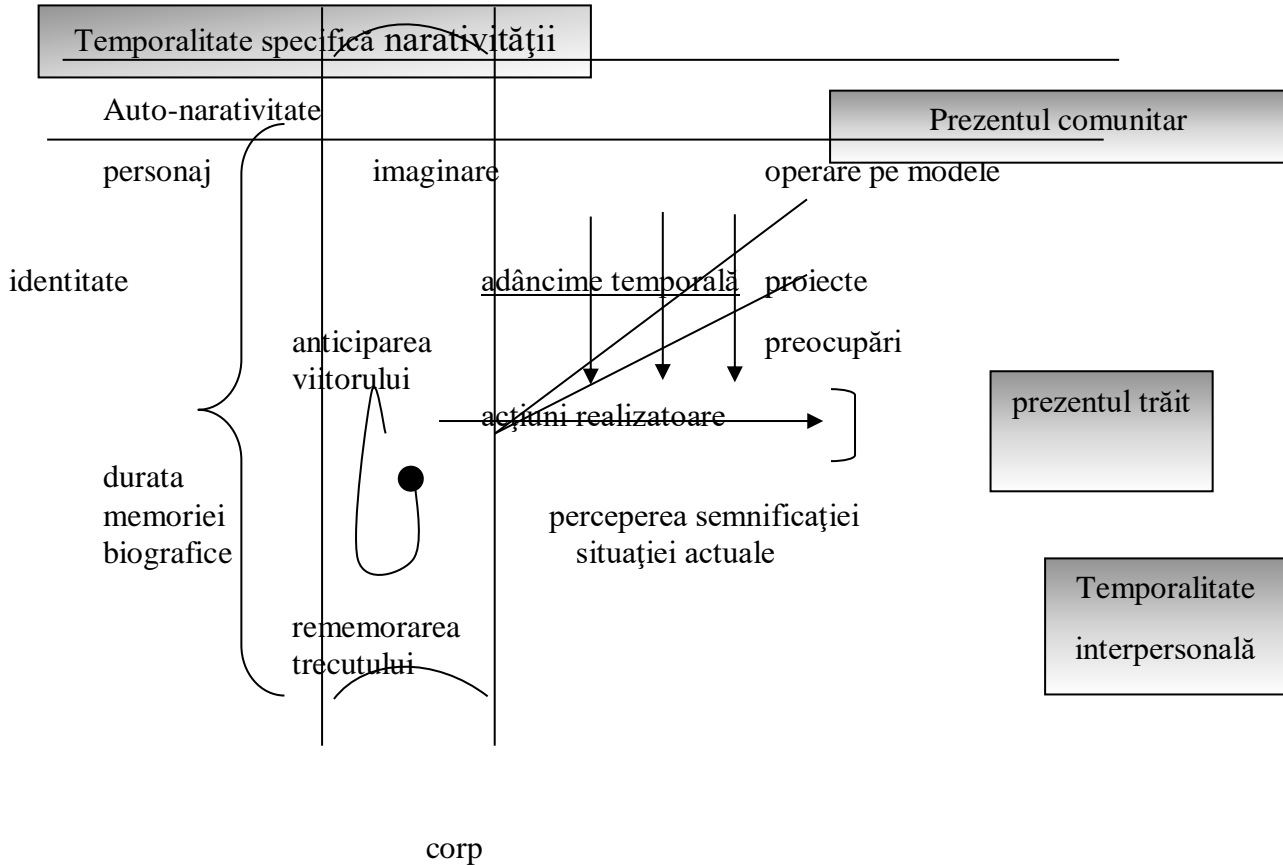 Temporalitate specifică narativităţii
Auto-narativitate
Prezentul comunitar
personaj
imaginare
operare pe modele
identitate
adâncime temporală
proiecte
anticiparea
viitorului
preocupări
acţiuni realizatoare
prezentul trăit
durata
memoriei
biografice
perceperea semnificaţiei
situaţiei actuale
Temporalitate
interpersonală
rememorarea
trecutului
corp